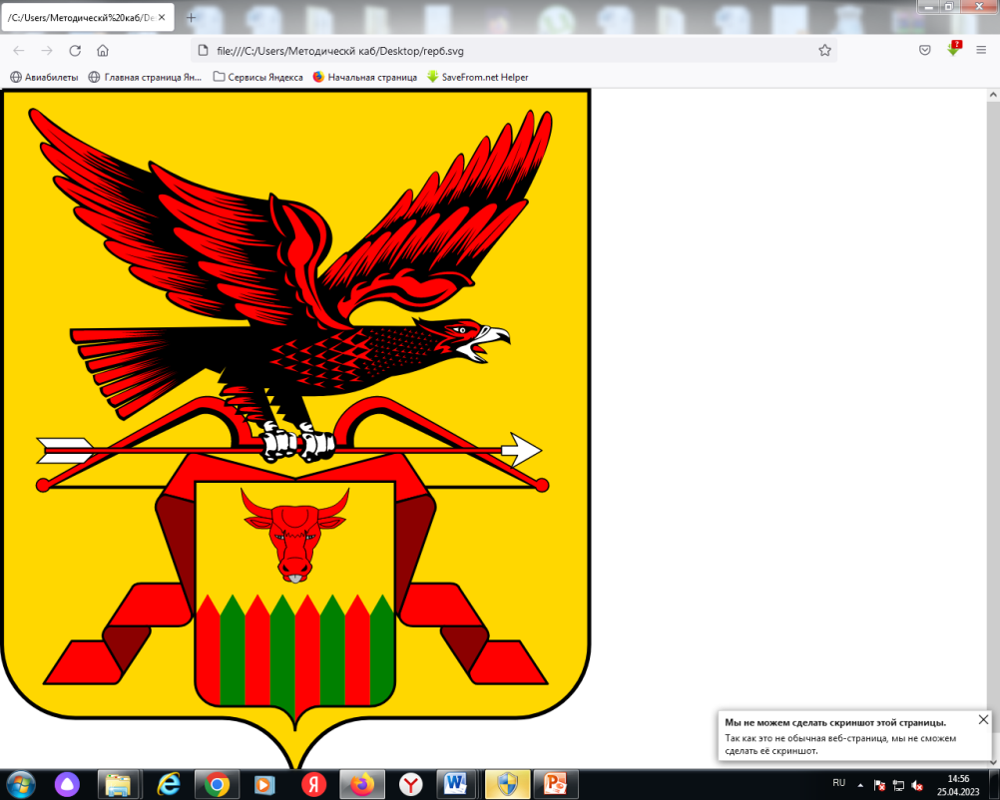 /C:/Users/Методическй%20каб/De
file:///C:/Users/Методическй каб/Desktop/rep6.svg
Авиабилеты Главная страница Ян... Сервисы Яндекса Начальная страница SaveFrom.net Helper
Мы не можем сделать скриншот этой страницы.
Так как это не обычная веб-страница, мы не сможем
сделать её скриншот.
RU 14:56
25.04.2023